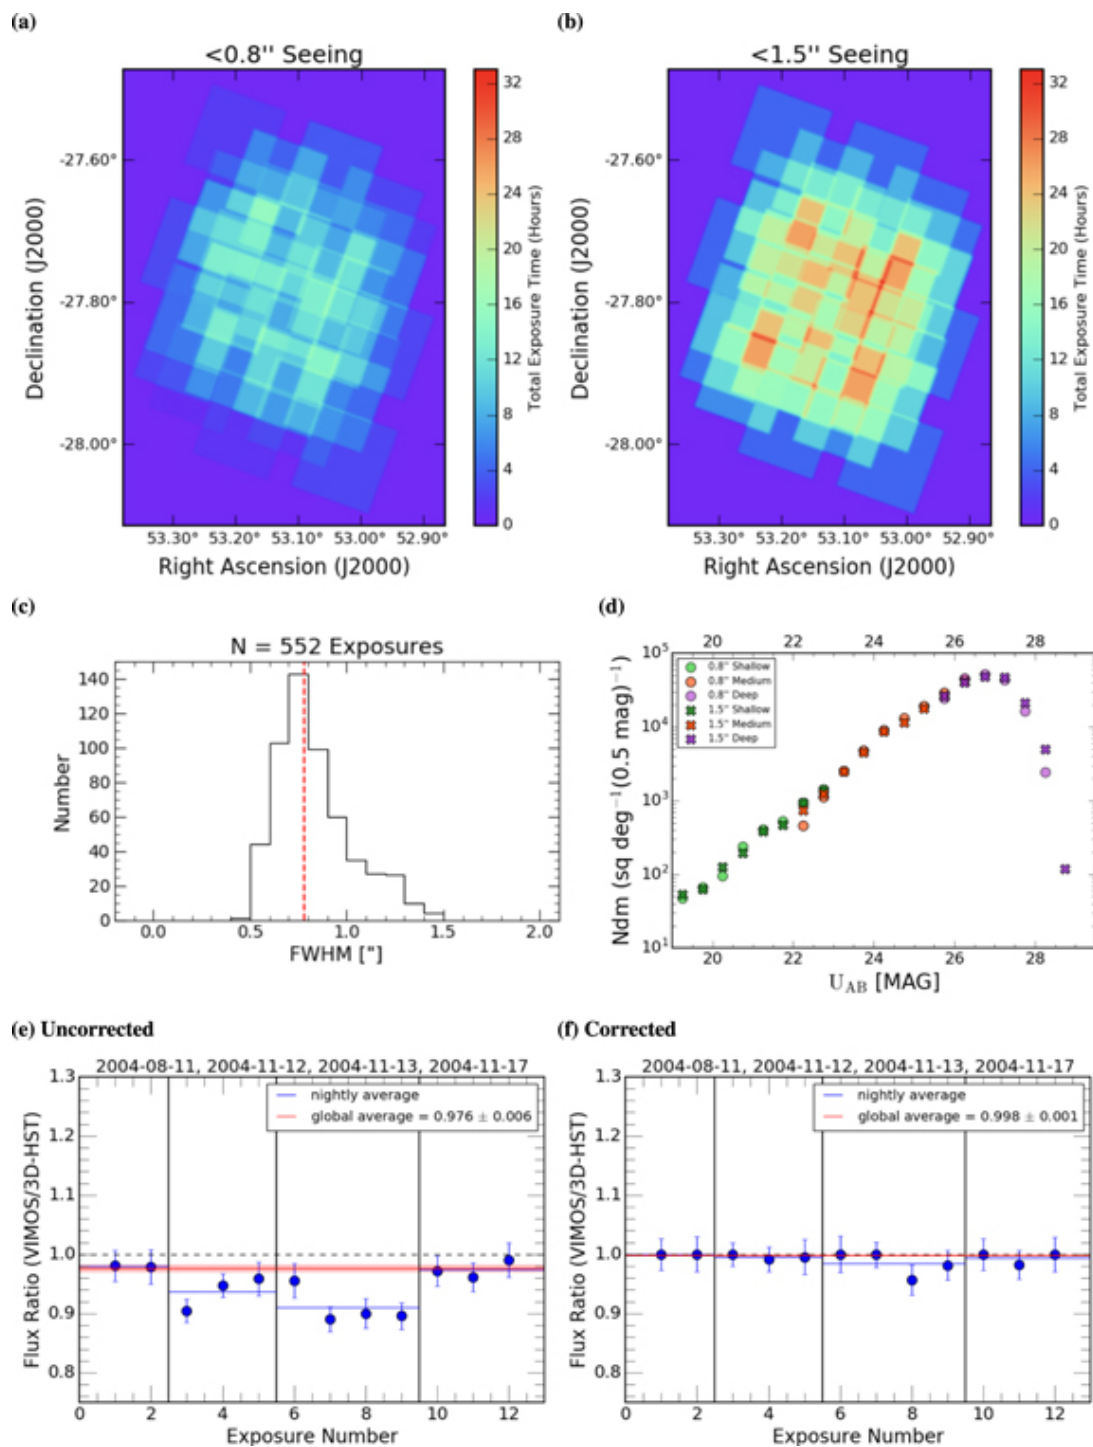 (a)
<0.8'' Seeing
-27.60°
-27.80°
-28.00°
Declination (J2000)
53.30° 53.20° 53.10° 53.00° 52.90°
Right Ascension (J2000)
32
28
24
20
16
12
8
4
0
Total Exposure Time (Hours)
(b)
<1.5'' Seeing
-27.60°
-27.80°
-28.00°
Declination (J2000)
53.30° 53.20° 53.10° 53.00° 52.90°
Right Ascension (J2000)
32
28
24
20
16
12
8
4
0
Total Exposure Time (Hours)
(c)
N = 552 Exposures
140
120
100
80
60
40
20
0
Number
0.0 0.5 1.0 1.5 2.0
FWHM ["]
(d)
20 22 24 26 28
0.8" Shallow
0.8" Medium
0.8" Deep
1.5" Shallow
1.5" Medium
1.5" Deep
10⁵
10⁴
10³
10²
10¹
Ndm (sq deg⁻¹(0.5 mag)⁻¹)
20 22 24 26 28
U_AB [MAG]
(e) Uncorrected
2004-08-11, 2004-11-12, 2004-11-13, 2004-11-17
nightly average
global average = 0.976 ± 0.006
1.3
1.2
1.1
1.0
0.9
0.8
Flux Ratio (VIMOS/3D-HST)
0 2 4 6 8 10 12
Exposure Number
(f) Corrected
2004-08-11, 2004-11-12, 2004-11-13, 2004-11-17
nightly average
global average = 0.998 ± 0.001
1.3
1.2
1.1
1.0
0.9
0.8
Flux Ratio (VIMOS/3D-HST)
0 2 4 6 8 10 12
Exposure Number